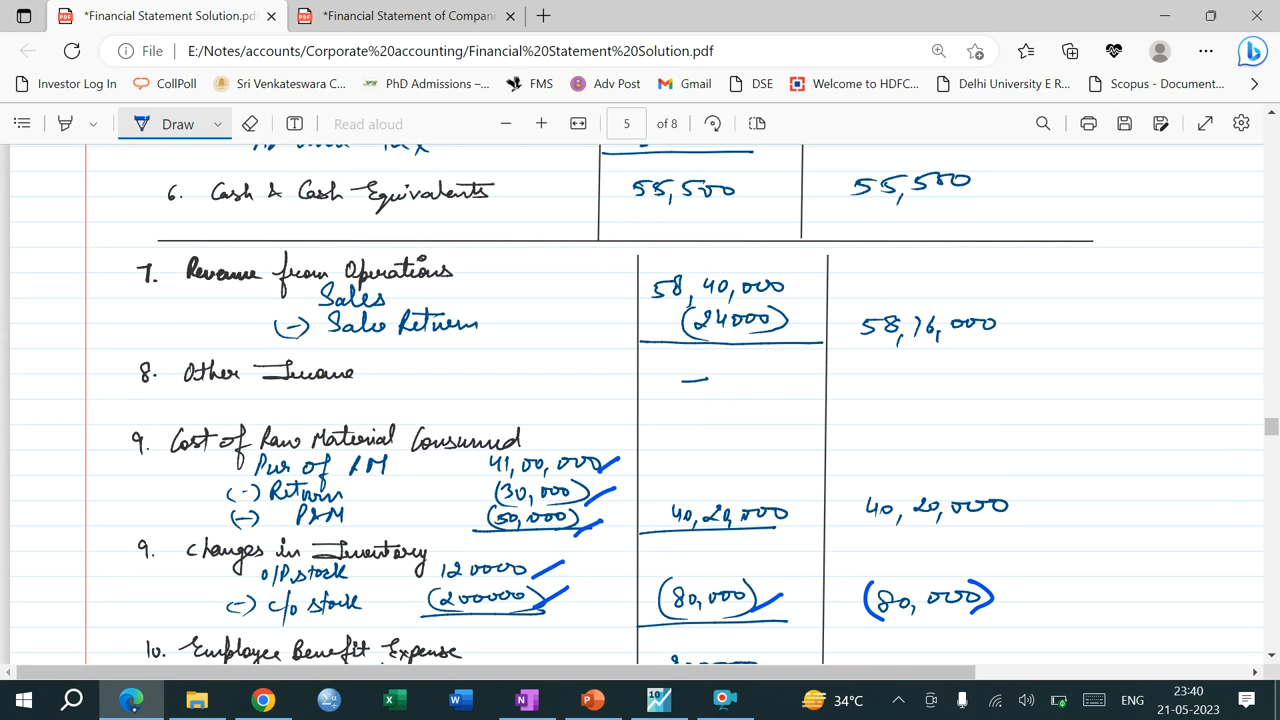 *Financial Statement Solution.pd
*Financial Statement of Compani
File E:/Notes/accounts/Corporate%20accounting/Financial%20Statement%20Solution.pdf
Investor Log In CollPoll Sri Venkateswara C... PhD Admissions –... FMS Adv Post Gmail DSE Welcome to HDFC... Delhi University E R... Scopus - Document...
Draw Read aloud 5 of 8
6. Cash & Cash Equivalents 55,500 55,500
7. Revenue from Operations
Sales 58,40,000
(-) Sales Return (24000) 58,16,000
8. Other Income —
9. Cost of Raw Material Consumed
Pur of RM 41,00,000
(-) Return (30,000)
(-) P&M (50,000) 40,20,000 40,20,000
9. Changes in Inventory
O/P stock 120000
(-) c/o stock (200000) (80,000) (80,000)
10. Employee Benefit Expense
34°C ENG 23:40
21-05-2023